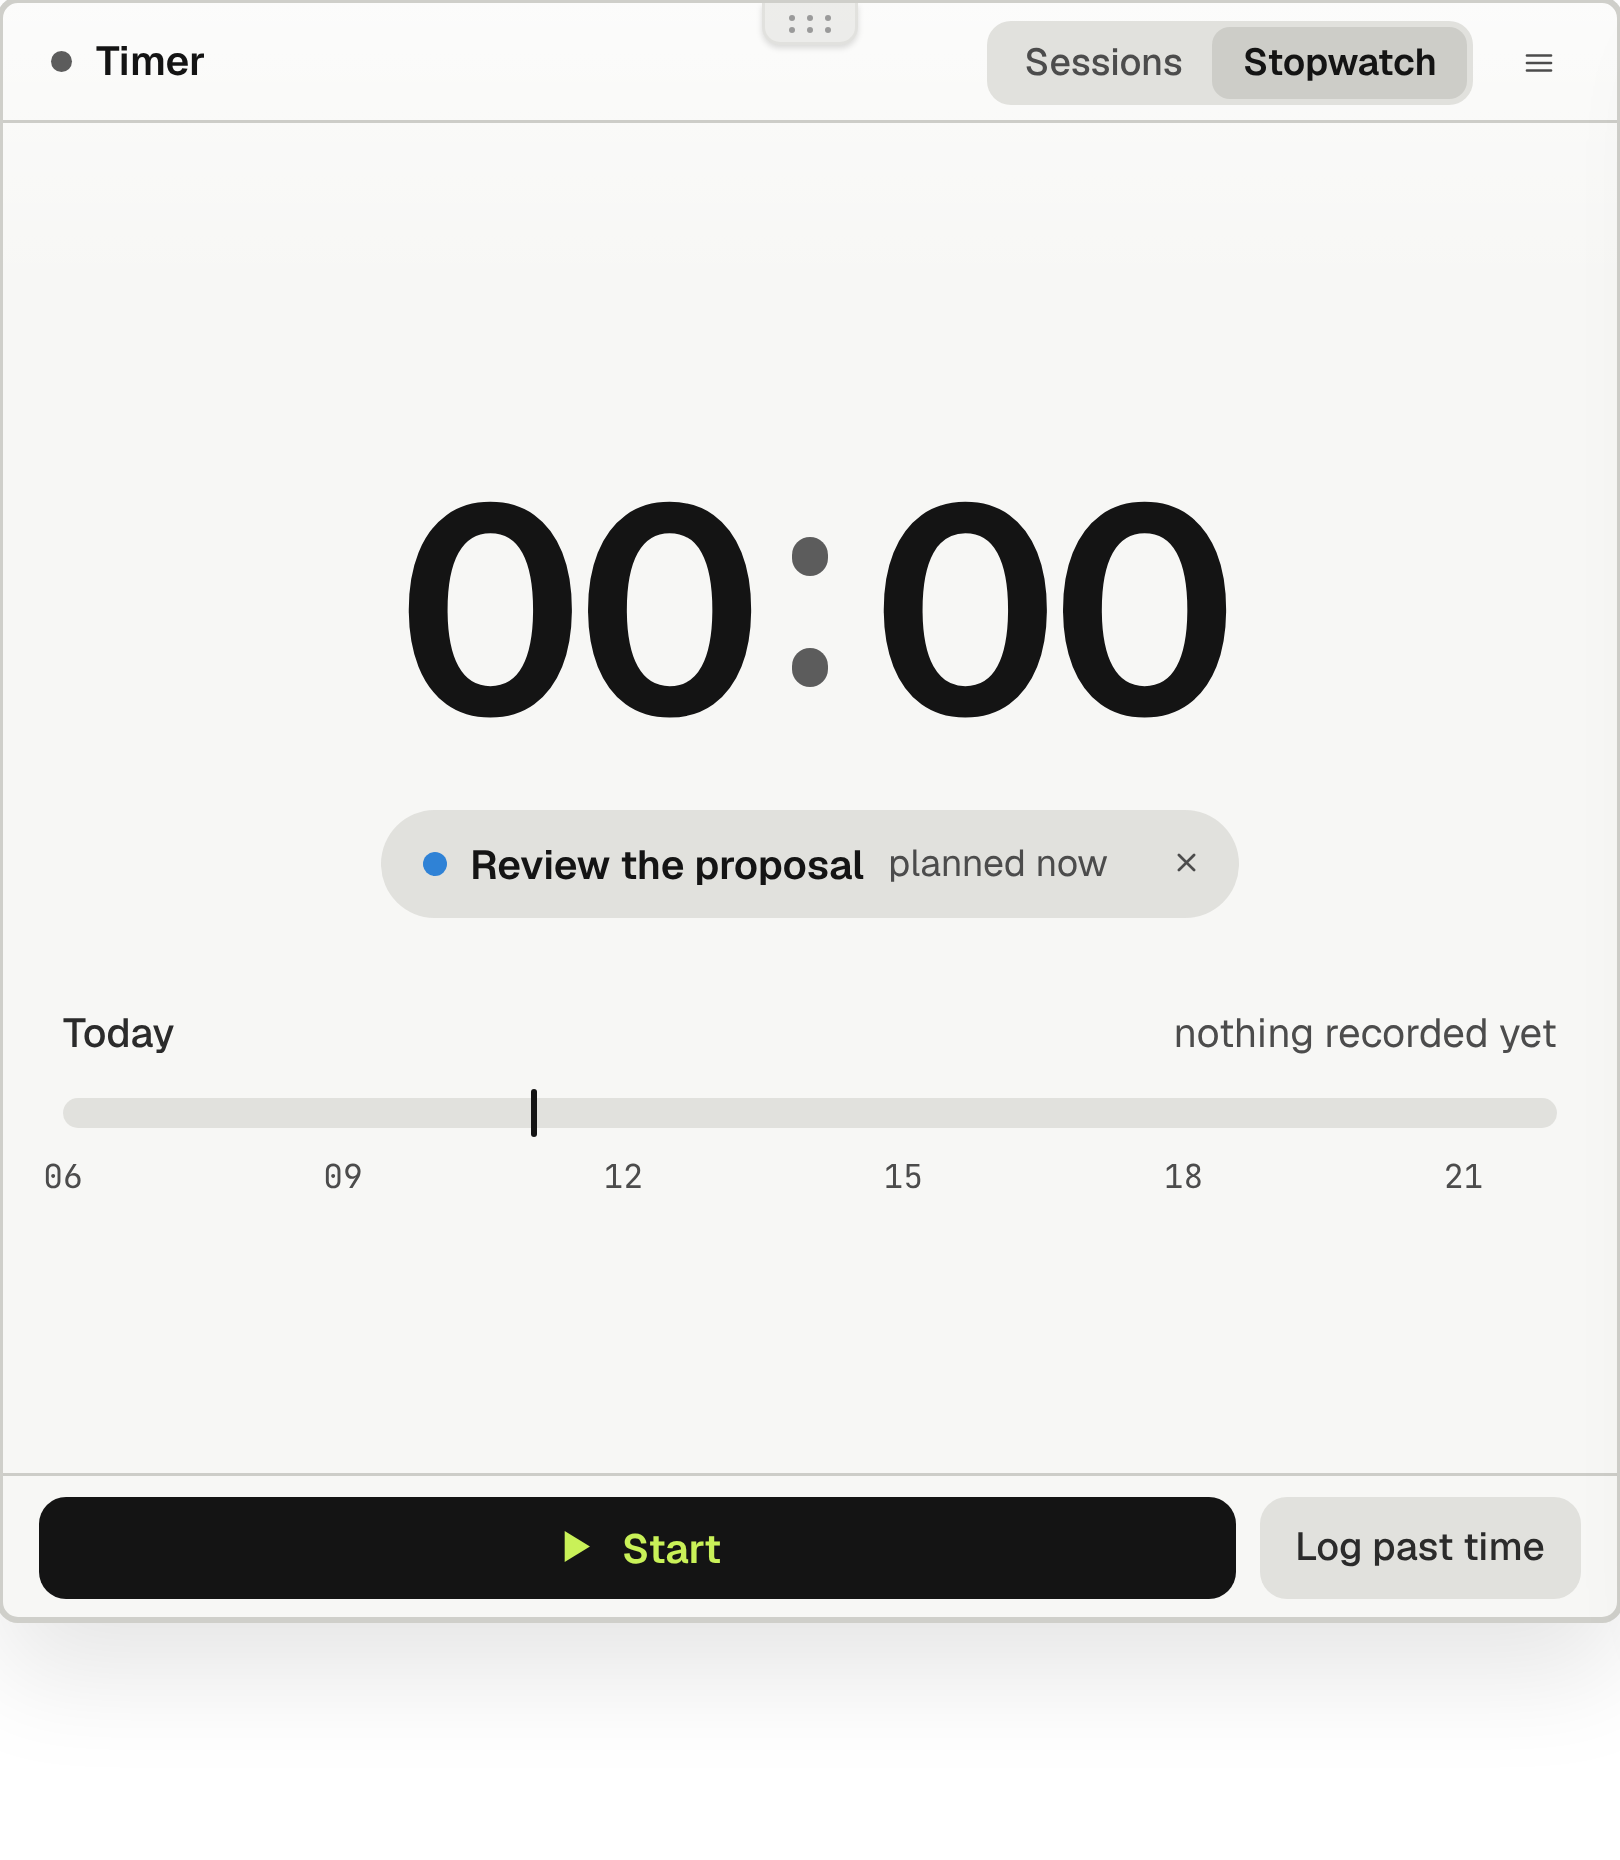 Timer
Sessions Stopwatch
00:00
Review the proposal planned now ×
Today nothing recorded yet
06 09 12 15 18 21
Start
Log past time